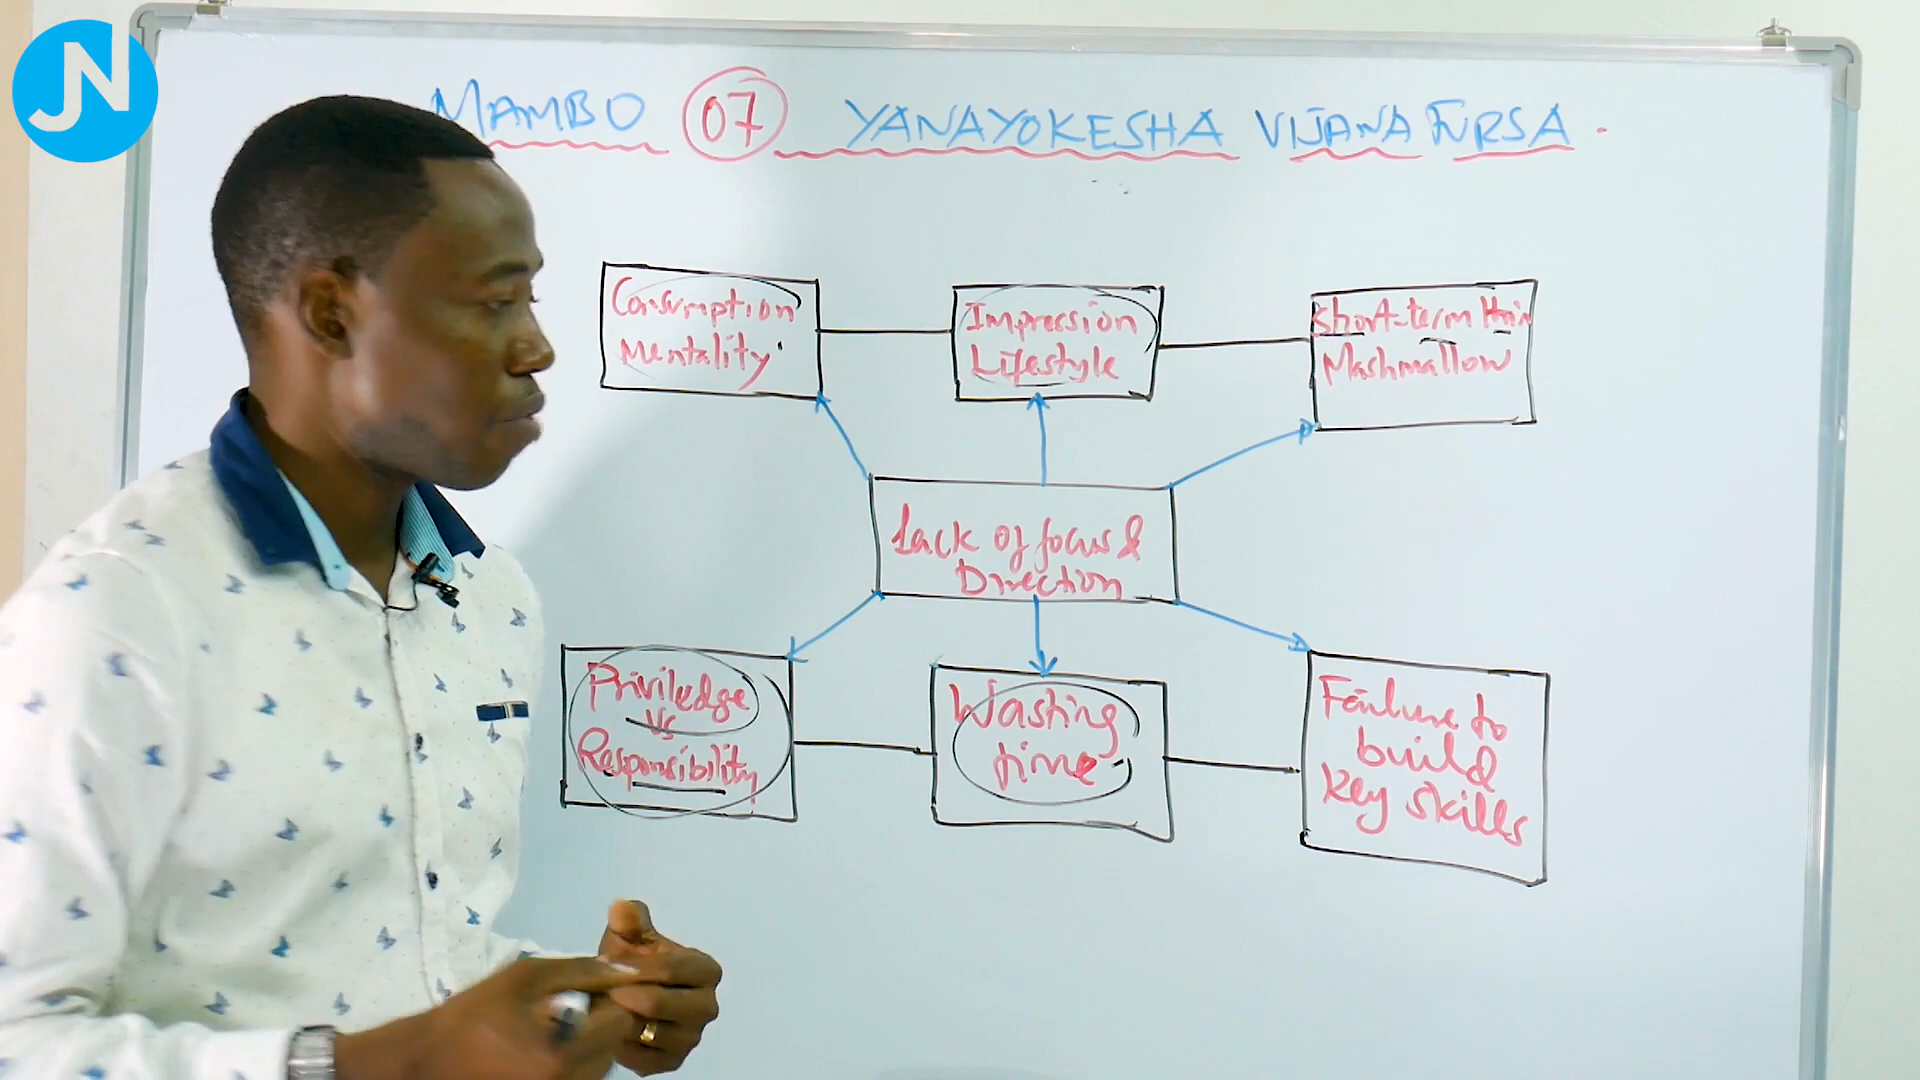 JN
MAMBO 07 YANAYOKESHA VIJANA FURSA.
Consumption
Mentality
Impression
Lifestyle
Short-term
Mashmallow
Lack of focus &
Direction
Priviledge
Vs
Responsibility
Wasting
time
Failure to
build
Key skills